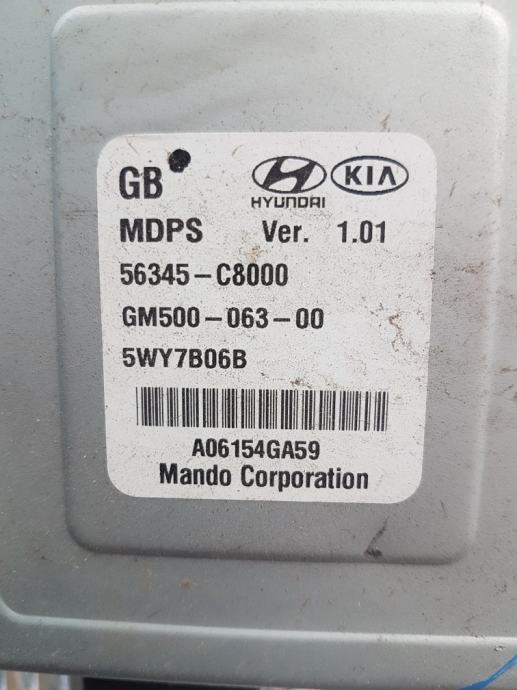 GB HYUNDAI KIA
MDPS Ver. 1.01
56345-C8000
GM500-063-00
5WY7B06B
A06154GA59
Mando Corporation